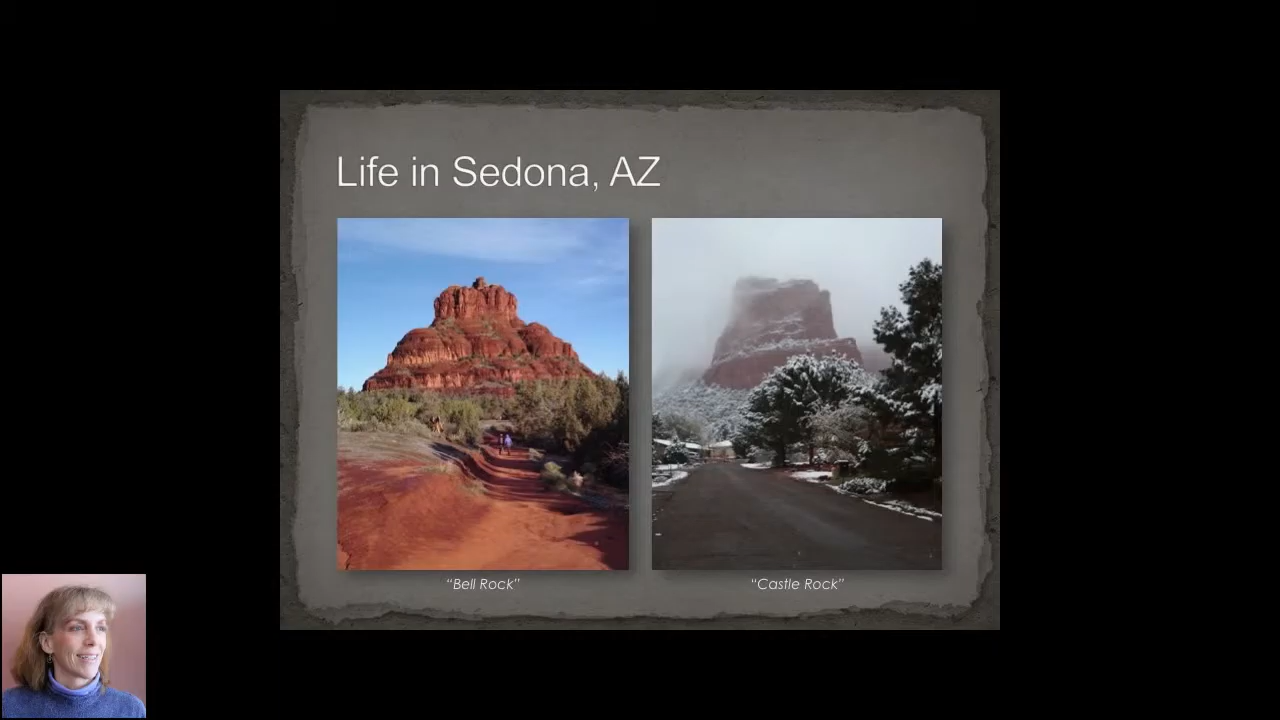 Life in Sedona, AZ
“Bell Rock”
“Castle Rock”